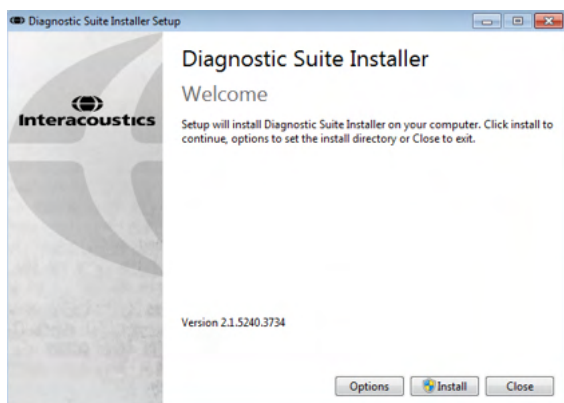 Diagnostic Suite Installer Setup
Diagnostic Suite Installer
Welcome
Interacoustics
Setup will install Diagnostic Suite Installer on your computer. Click install to
continue, options to set the install directory or Close to exit.
Version 2.1.5240.3734
Options Install Close